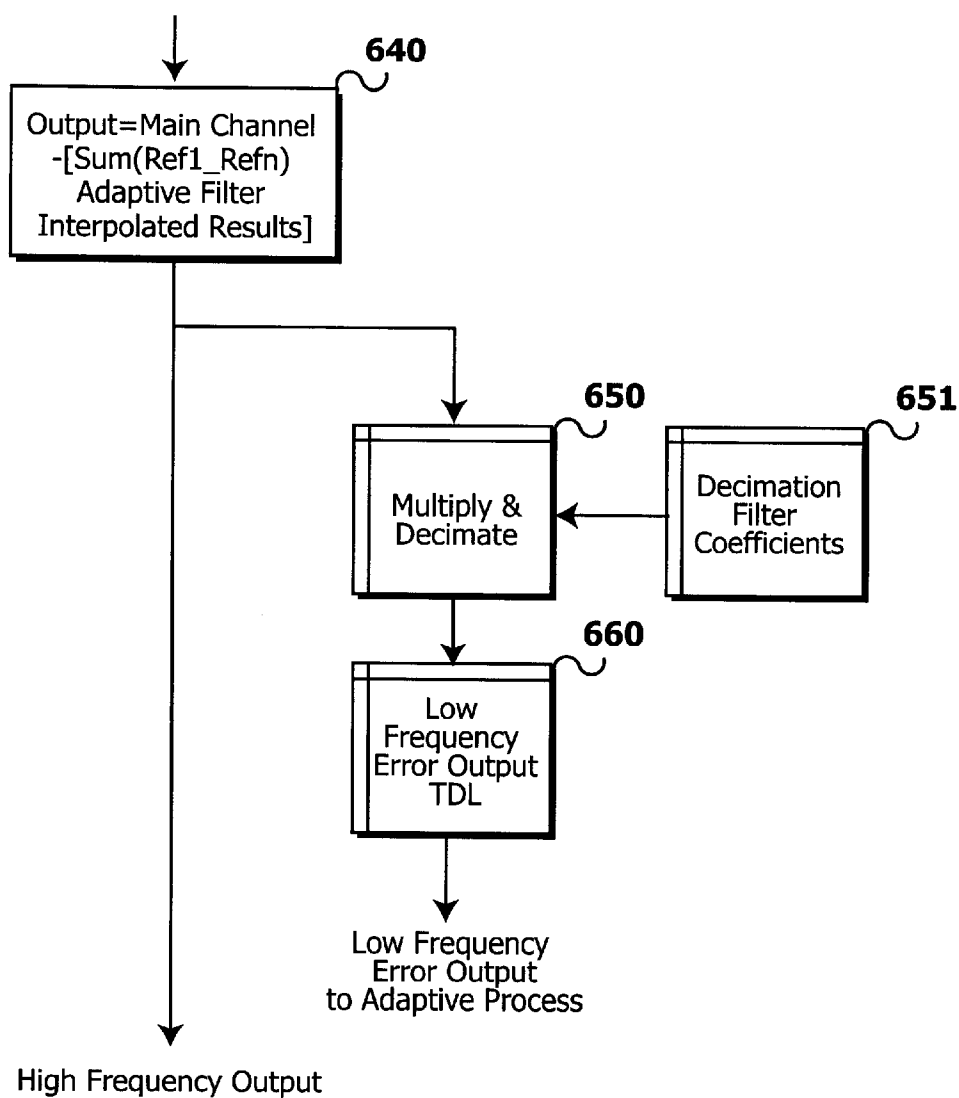 640
Output=Main Channel
-[Sum(Ref1_Refn)
Adaptive Filter
Interpolated Results]
650
Multiply &
Decimate
651
Decimation
Filter
Coefficients
660
Low
Frequency
Error Output
TDL
Low Frequency
Error Output
to Adaptive Process
High Frequency Output